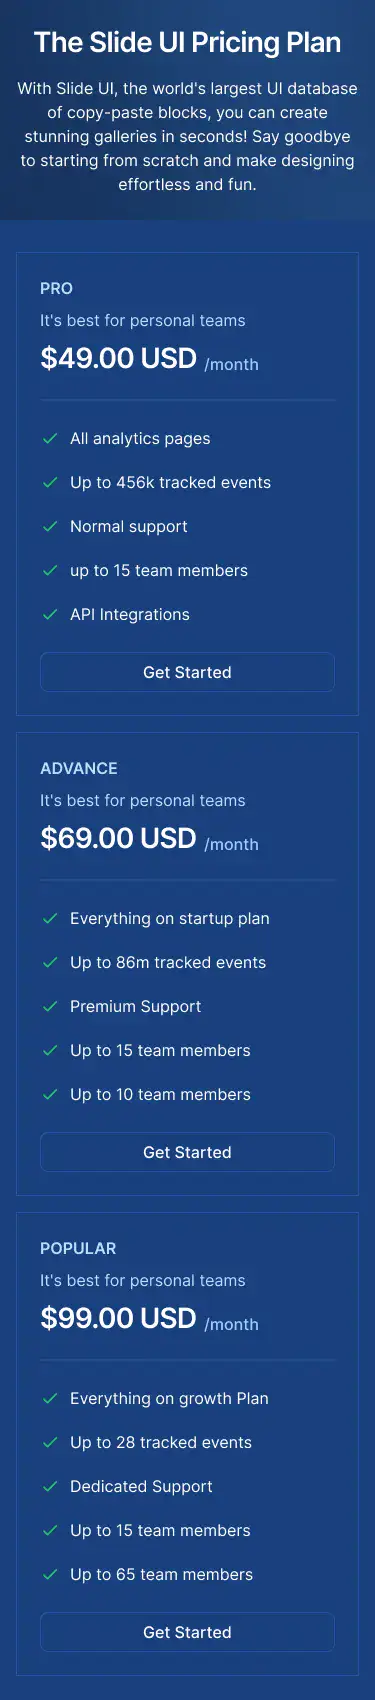 The Slide UI Pricing Plan
With Slide UI, the world's largest UI database
of copy-paste blocks, you can create
stunning galleries in seconds! Say goodbye
to starting from scratch and make designing
effortless and fun.
PRO
It's best for personal teams
$49.00 USD /month
All analytics pages
Up to 456k tracked events
Normal support
up to 15 team members
API Integrations
Get Started
ADVANCE
It's best for personal teams
$69.00 USD /month
Everything on startup plan
Up to 86m tracked events
Premium Support
Up to 15 team members
Up to 10 team members
Get Started
POPULAR
It's best for personal teams
$99.00 USD /month
Everything on growth Plan
Up to 28 tracked events
Dedicated Support
Up to 15 team members
Up to 65 team members
Get Started